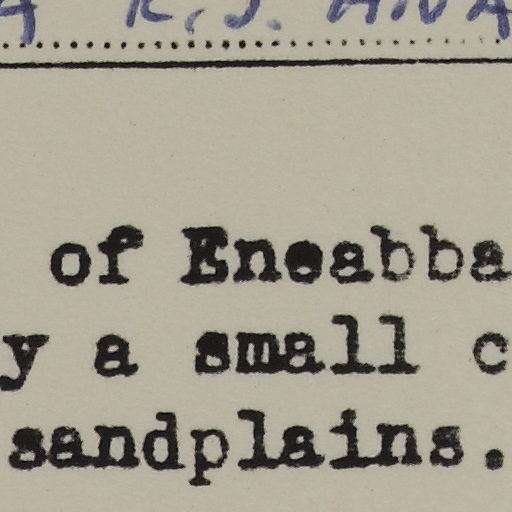 R.J.
of Eneabba
y a small c
sandplains.